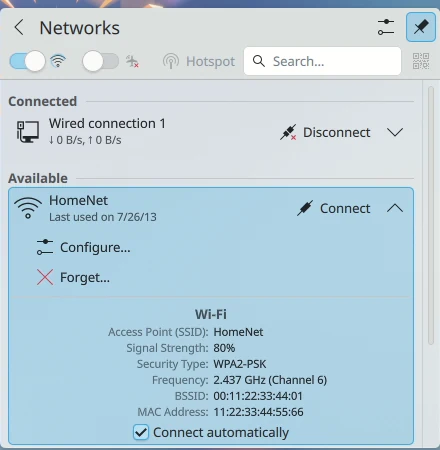 Networks
Hotspot Search...
Connected
Wired connection 1
↓ 0 B/s, ↑ 0 B/s
Disconnect
Available
HomeNet
Last used on 7/26/13
Connect
Configure...
Forget...
Wi-Fi
Access Point (SSID): HomeNet
Signal Strength: 80%
Security Type: WPA2-PSK
Frequency: 2.437 GHz (Channel 6)
BSSID: 00:11:22:33:44:01
MAC Address: 11:22:33:44:55:66
Connect automatically